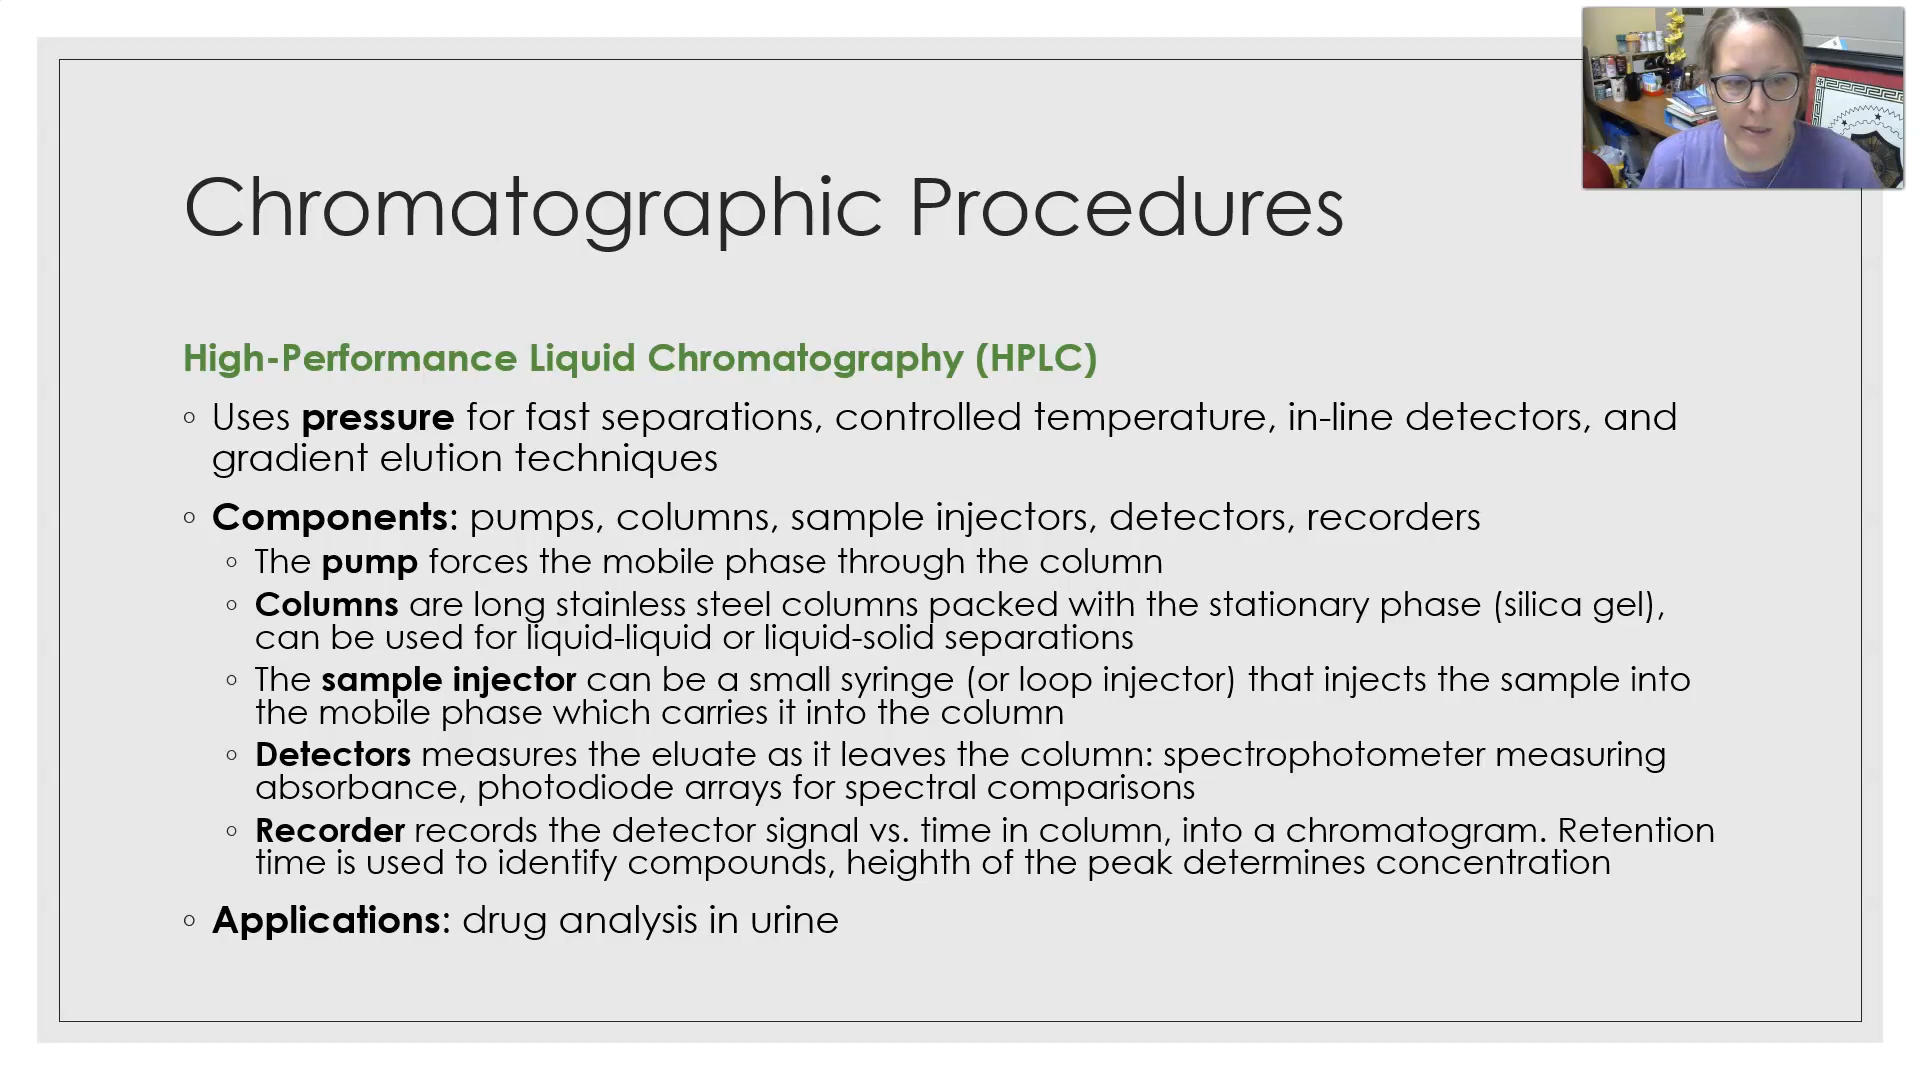 Chromatographic Procedures
High-Performance Liquid Chromatography (HPLC)
◦ Uses pressure for fast separations, controlled temperature, in-line detectors, and
gradient elution techniques
◦ Components: pumps, columns, sample injectors, detectors, recorders
◦ The pump forces the mobile phase through the column
◦ Columns are long stainless steel columns packed with the stationary phase (silica gel),
can be used for liquid-liquid or liquid-solid separations
◦ The sample injector can be a small syringe (or loop injector) that injects the sample into
the mobile phase which carries it into the column
◦ Detectors measures the eluate as it leaves the column: spectrophotometer measuring
absorbance, photodiode arrays for spectral comparisons
◦ Recorder records the detector signal vs. time in column, into a chromatogram. Retention
time is used to identify compounds, heighth of the peak determines concentration
◦ Applications: drug analysis in urine